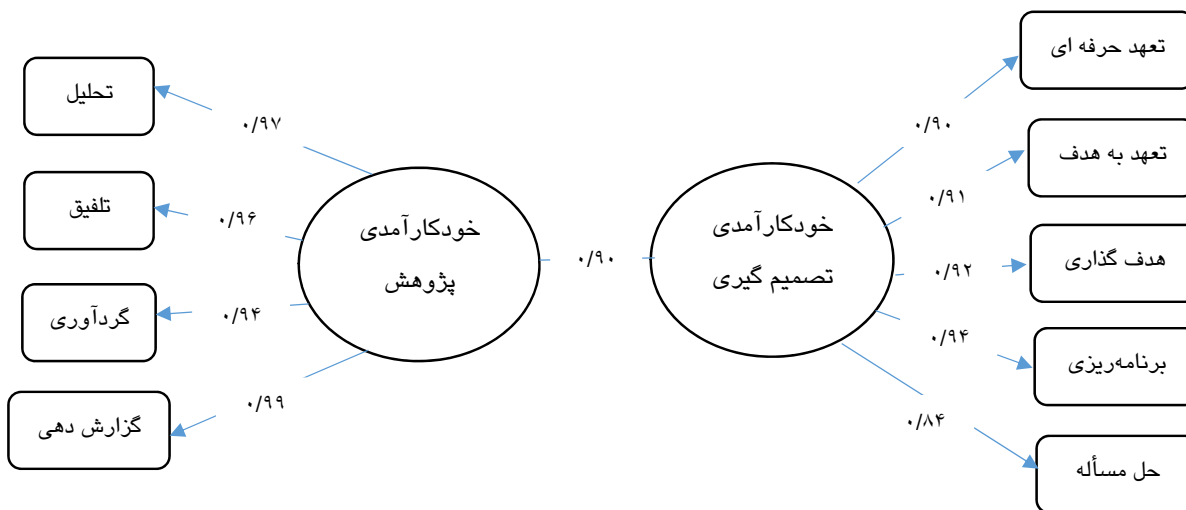 تعهد حرفه ای
۰/۹۰
تعهد به هدف
۰/۹۱
هدف گذاری
۰/۹۲
برنامه‌ریزی
۰/۹۴
حل مسأله
۰/۸۴
خودکارآمدی
تصمیم گیری
۰/۹۰
خودکارآمدی
پژوهش
تحلیل
۰/۹۷
تلفیق
۰/۹۶
گردآوری
۰/۹۴
گزارش دهی
۰/۹۹